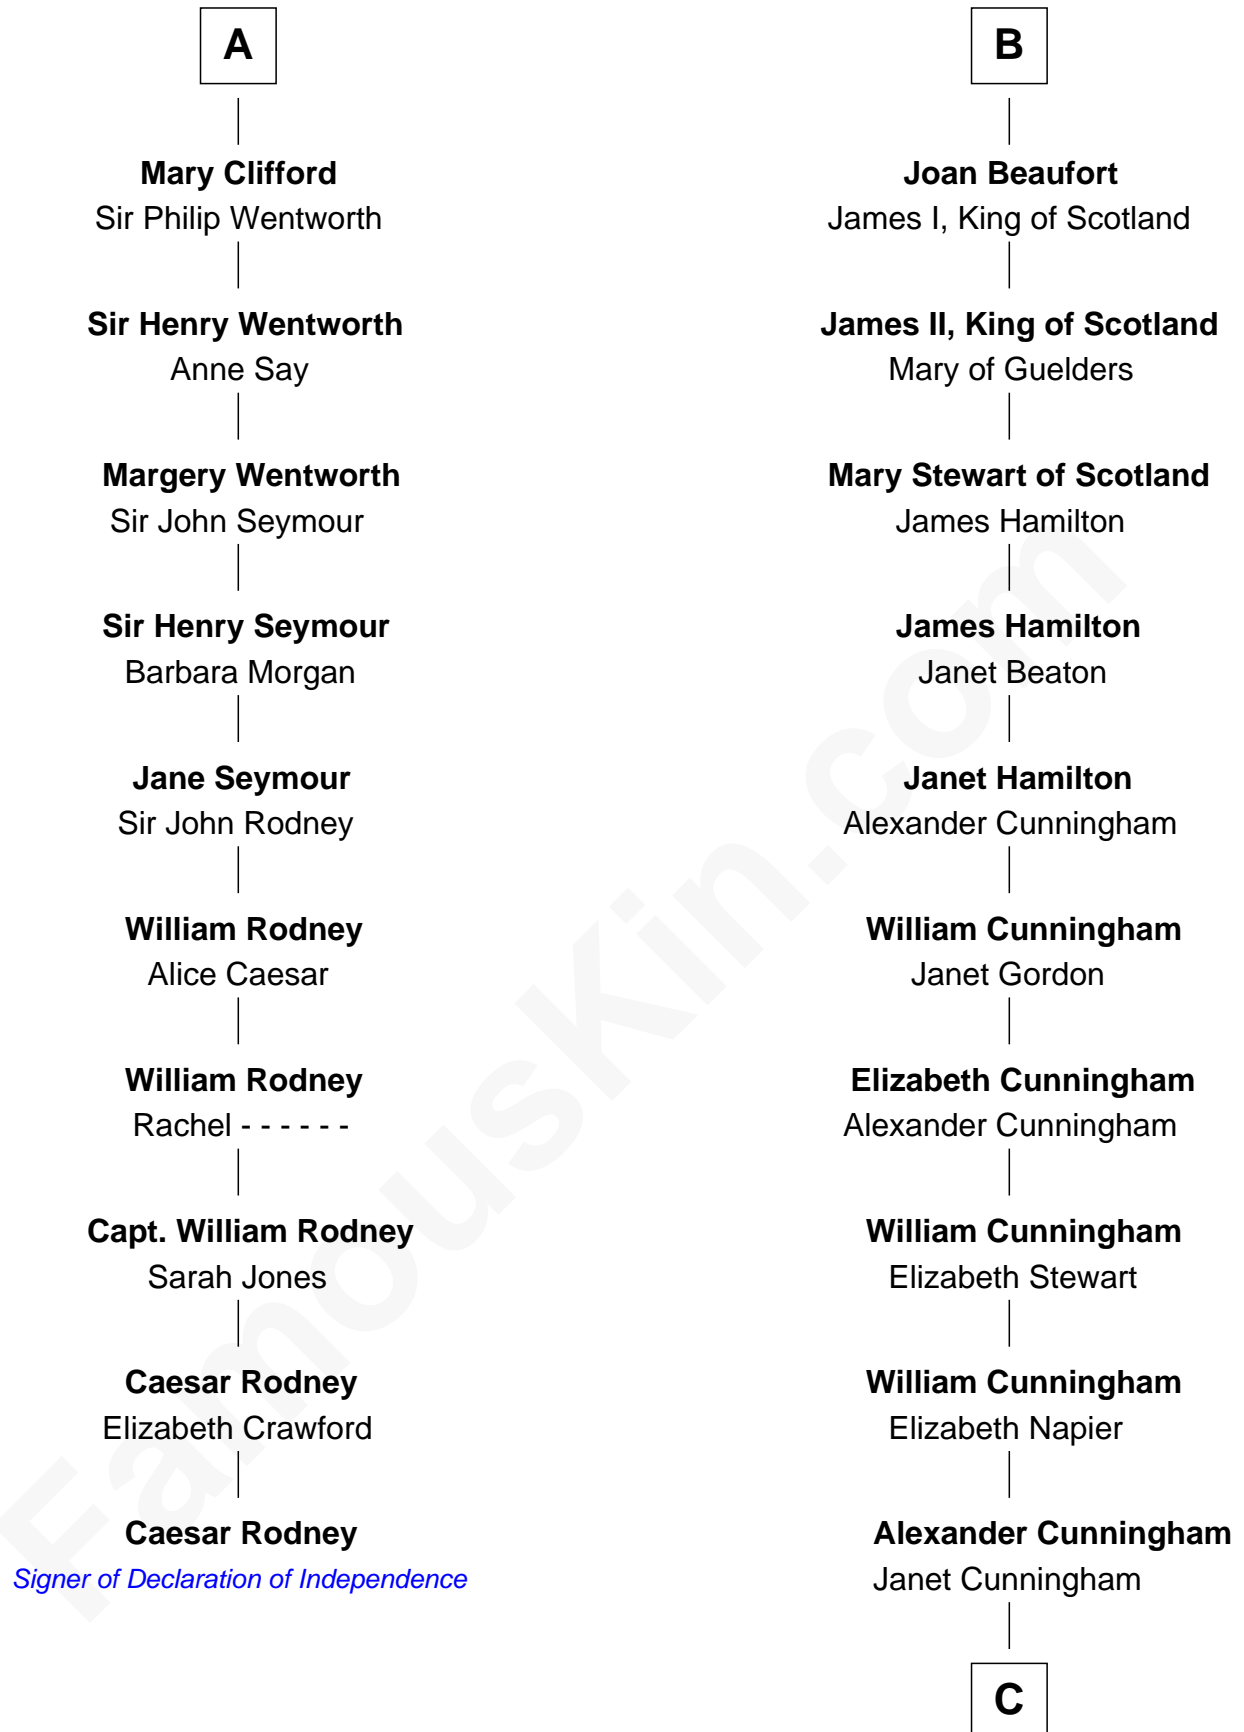 A
Mary Clifford
Sir Philip Wentworth
Sir Henry Wentworth
Anne Say
Margery Wentworth
Sir John Seymour
Sir Henry Seymour
Barbara Morgan
Jane Seymour
Sir John Rodney
William Rodney
Alice Caesar
William Rodney
Rachel - - - - - -
Capt. William Rodney
Sarah Jones
Caesar Rodney
Elizabeth Crawford
Caesar Rodney
Signer of Declaration of Independence
B
Joan Beaufort
James I, King of Scotland
James II, King of Scotland
Mary of Guelders
Mary Stewart of Scotland
James Hamilton
James Hamilton
Janet Beaton
Janet Hamilton
Alexander Cunningham
William Cunningham
Janet Gordon
Elizabeth Cunningham
Alexander Cunningham
William Cunningham
Elizabeth Stewart
William Cunningham
Elizabeth Napier
Alexander Cunningham
Janet Cunningham
C
FamousKin.com